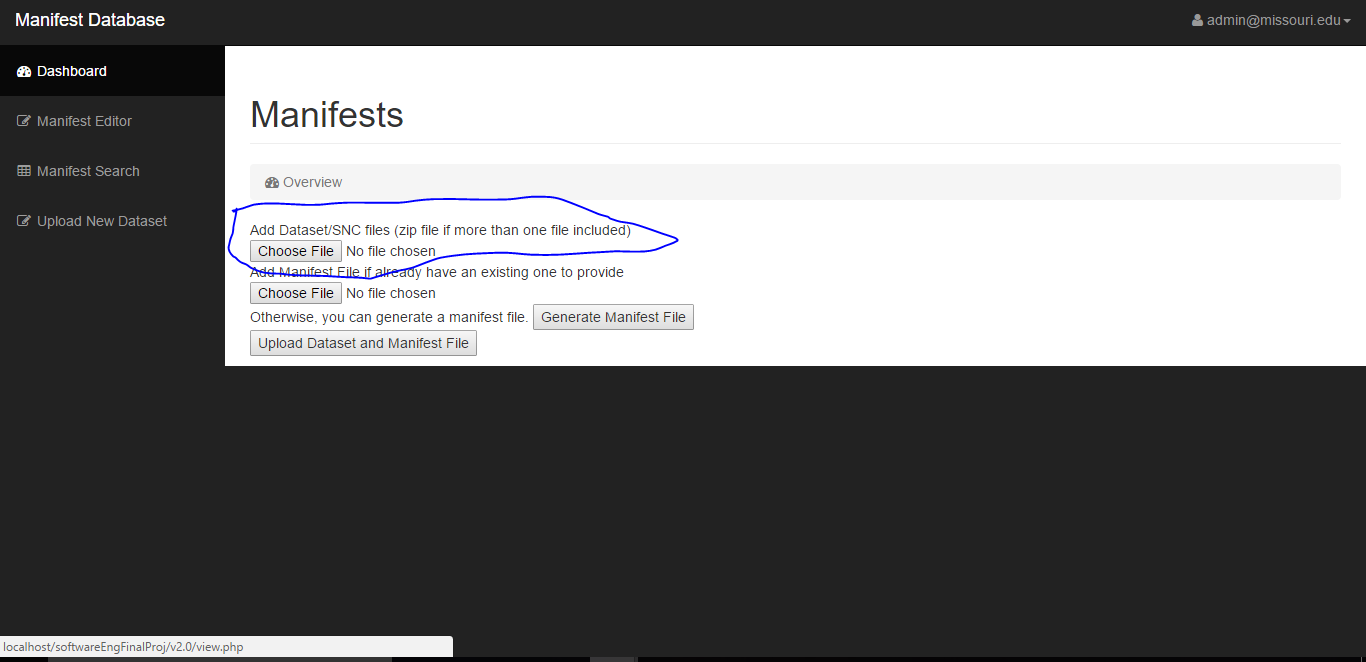 Manifest Database
admin@missouri.edu
Dashboard
Manifest Editor
Manifest Search
Upload New Dataset
Manifests
Overview
Add Dataset/SNC files (zip file if more than one file included)
Choose File No file chosen
Add Manifest File if already have an existing one to provide
Choose File No file chosen
Otherwise, you can generate a manifest file. Generate Manifest File
Upload Dataset and Manifest File
localhost/softwareEngFinalProj/v2.0/view.php